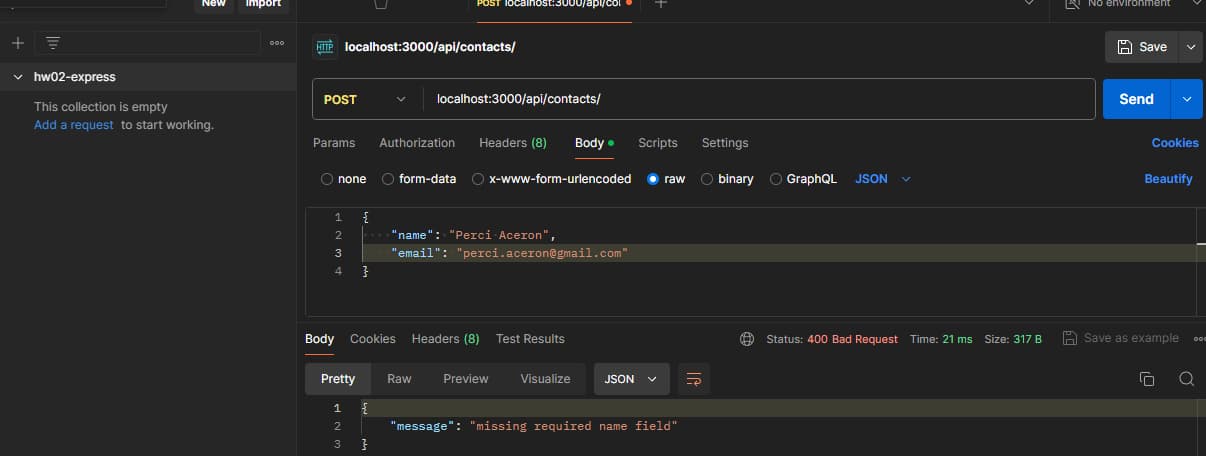 New Import
POST localhost:3000/api/col
No environment
HTTP localhost:3000/api/contacts/
Save
hw02-express
This collection is empty
Add a request to start working.
POST localhost:3000/api/contacts/
Send
Params Authorization Headers (8) Body Scripts Settings
Cookies
none form-data x-www-form-urlencoded raw binary GraphQL JSON
Beautify
1 {
2 ····"name":·"Perci·Aceron",
3 ····"email": "perci.aceron@gmail.com"
4 }
Body Cookies Headers (8) Test Results
Status: 400 Bad Request Time: 21 ms Size: 317 B
Save as example
Pretty Raw Preview Visualize JSON
1 {
2 "message": "missing required name field"
3 }